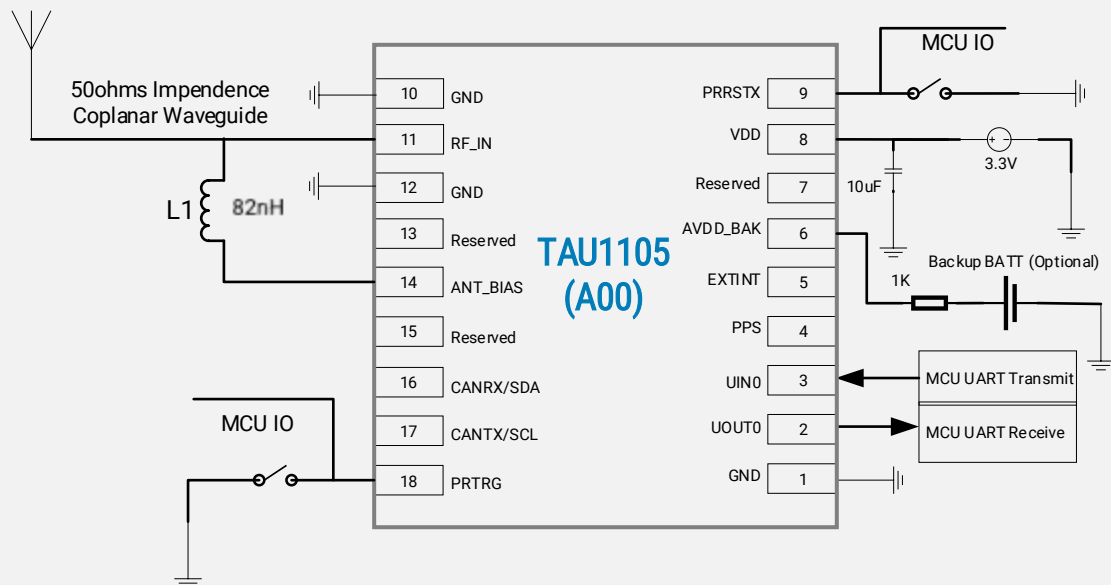 MCU IO
50ohms Impendence
Coplanar Waveguide
10
GND
PRRSTX
9
11
RF_IN
VDD
8
3.3V
12
GND
Reserved
7
10uF
L1
82nH
13
Reserved
AVDD_BAK
6
TAU1105
(A00)
Backup BATT (Optional)
1K
14
ANT_BIAS
EXTINT
5
15
Reserved
PPS
4
16
CANRX/SDA
UIN0
3
MCU UART Transmit
MCU IO
17
CANTX/SCL
UOUT0
2
MCU UART Receive
18
PRTRG
GND
1